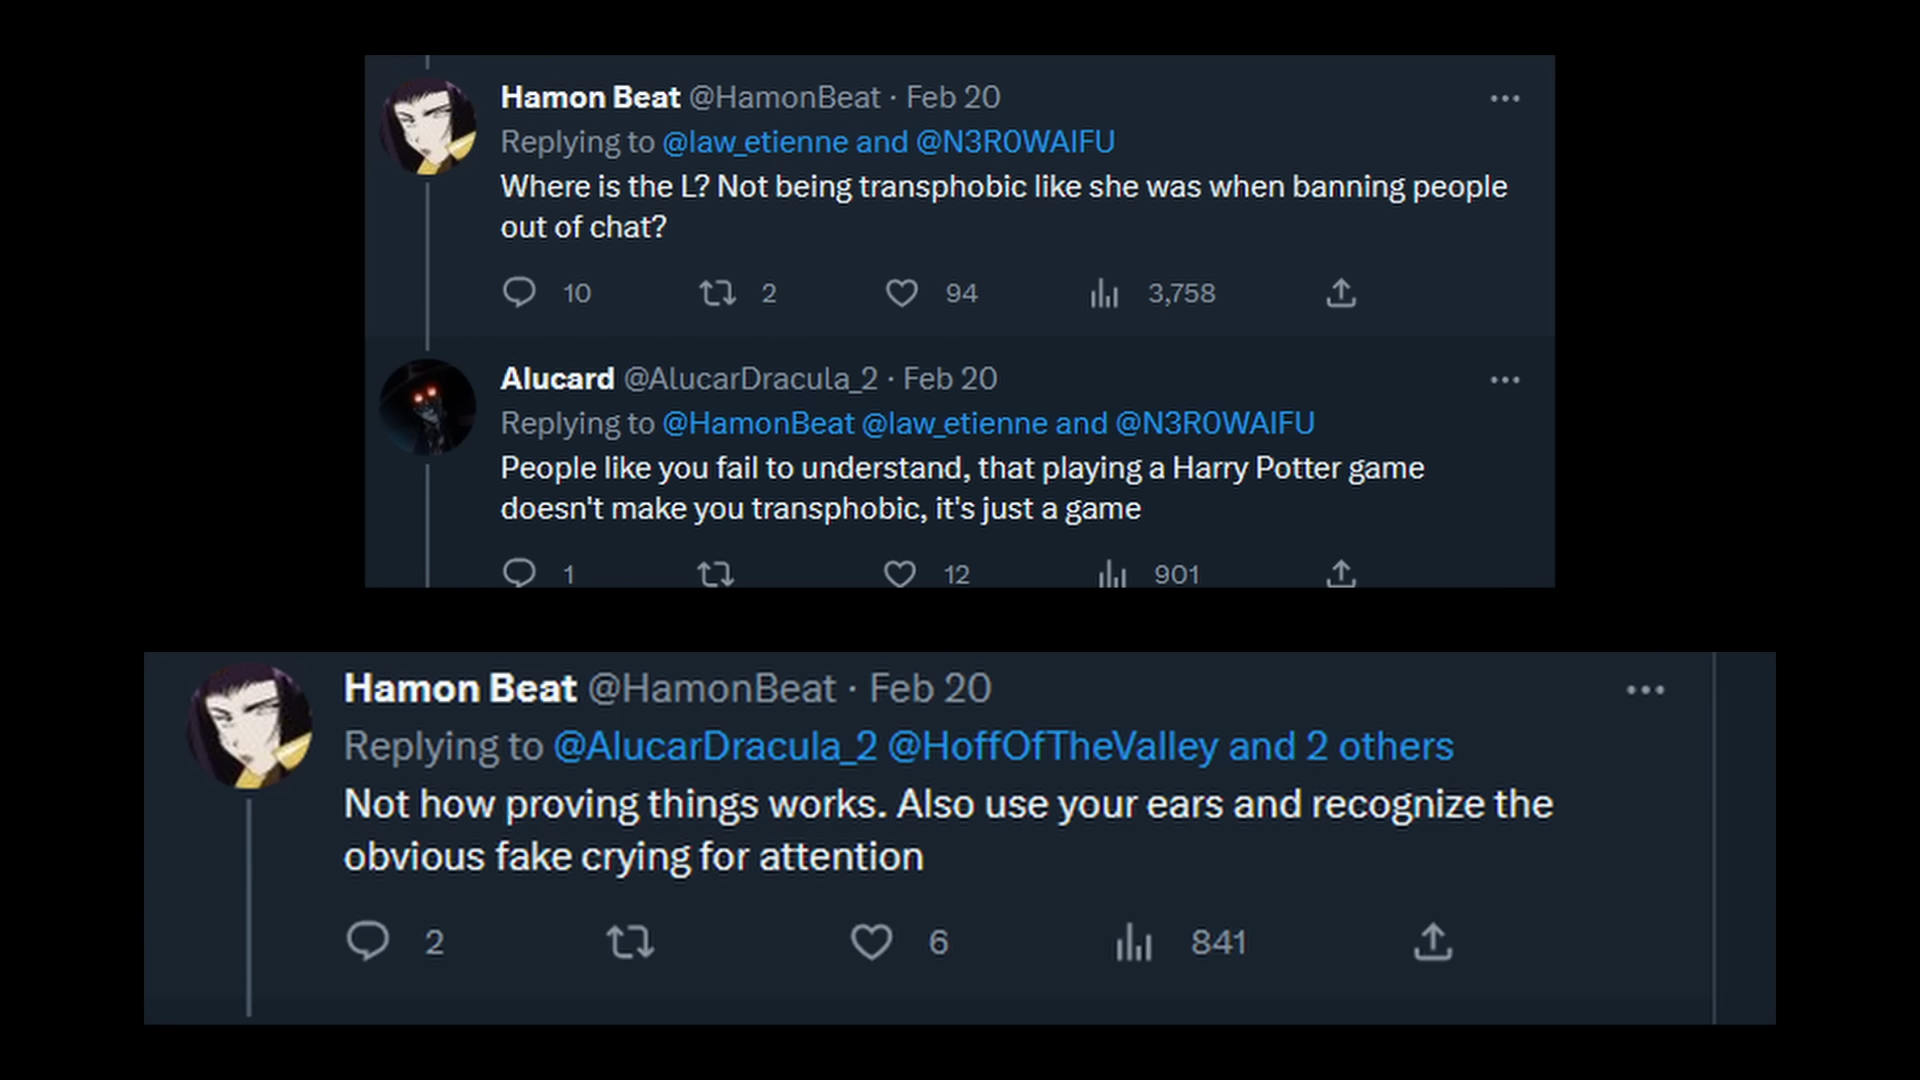 Hamon Beat @HamonBeat · Feb 20
Replying to @law_etienne and @N3R0WAIFU
Where is the L? Not being transphobic like she was when banning people
out of chat?
10 2 94 3,758
Alucard @AlucarDracula_2 · Feb 20
Replying to @HamonBeat @law_etienne and @N3R0WAIFU
People like you fail to understand, that playing a Harry Potter game
doesn't make you transphobic, it's just a game
1 12 901
Hamon Beat @HamonBeat · Feb 20
Replying to @AlucarDracula_2 @HoffOfTheValley and 2 others
Not how proving things works. Also use your ears and recognize the
obvious fake crying for attention
2 6 841